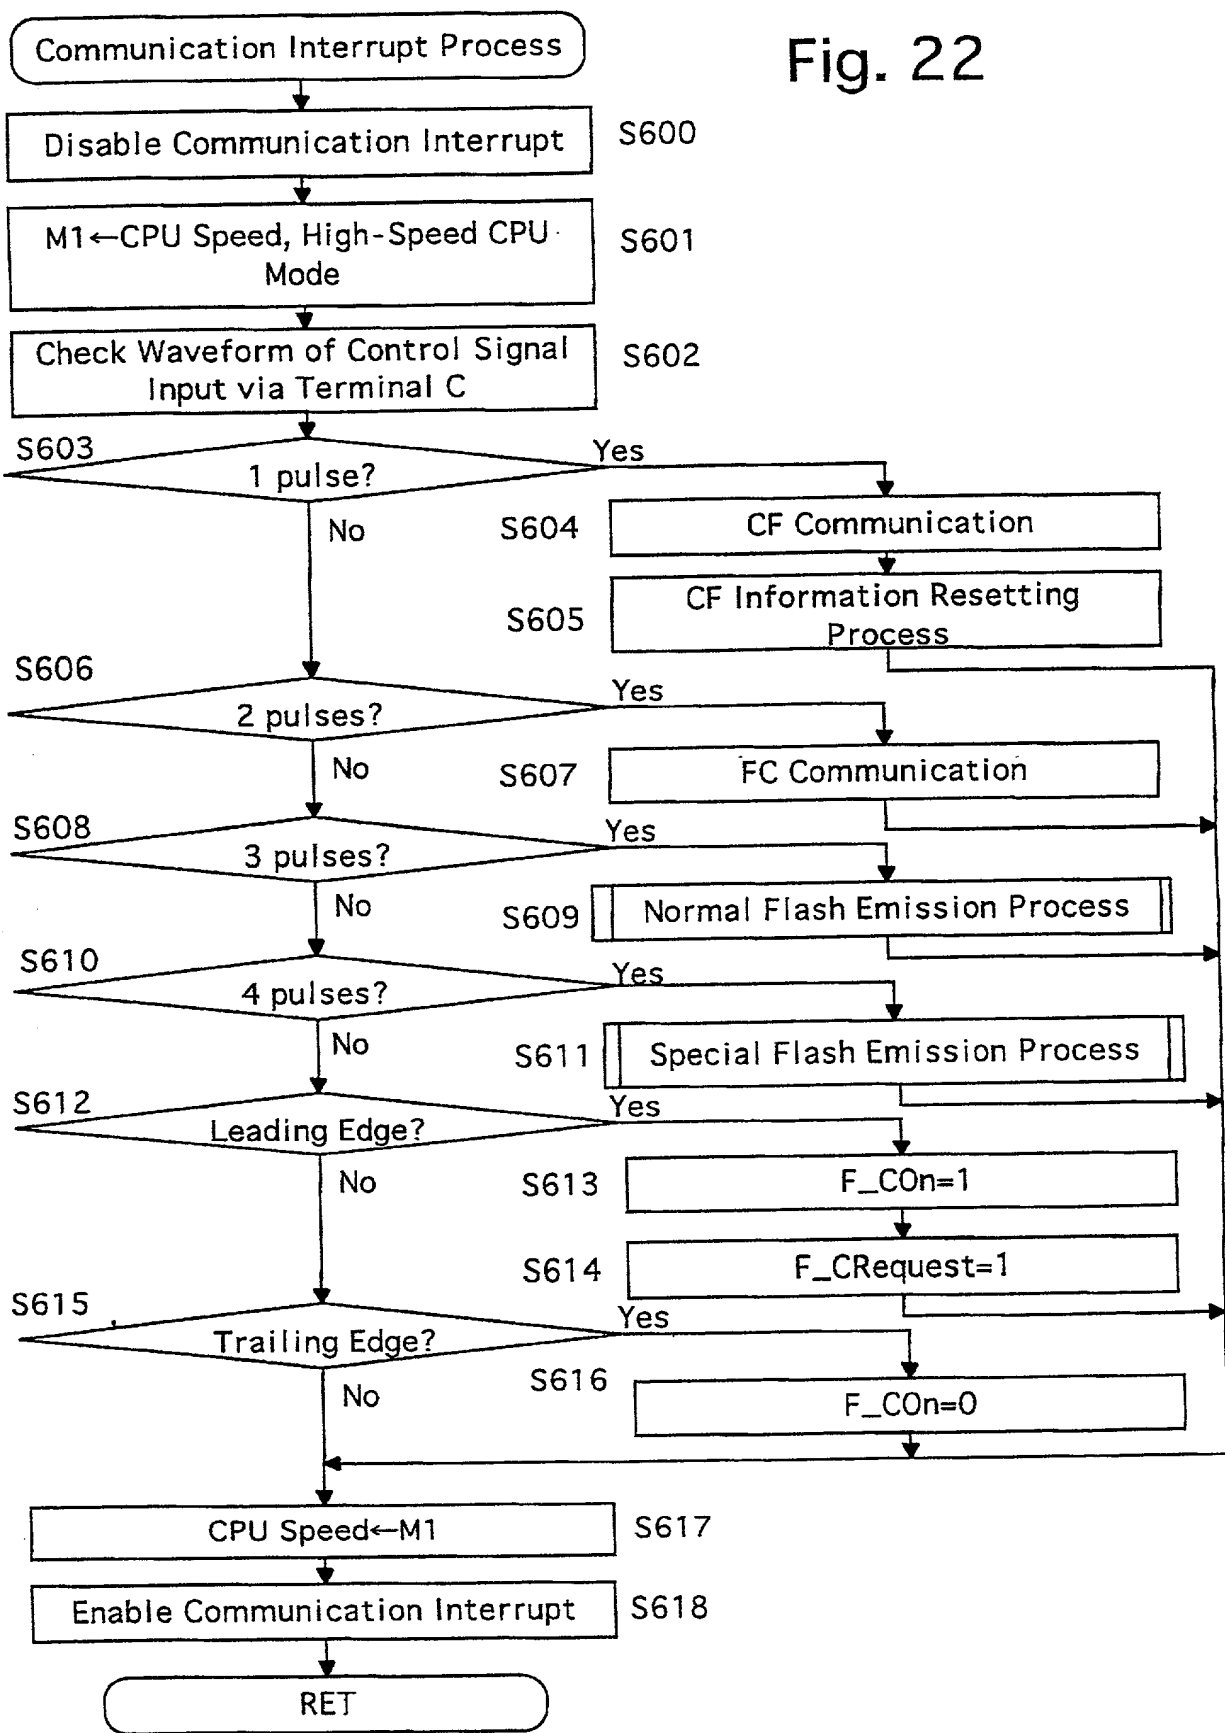 Fig. 22
Communication Interrupt Process
Disable Communication Interrupt
S600
M1←CPU Speed, High-Speed CPU
Mode
S601
Check Waveform of Control Signal
Input via Terminal C
S602
S603
1 pulse?
Yes
No
S604
CF Communication
S605
CF Information Resetting
Process
S606
2 pulses?
Yes
No
S607
FC Communication
S608
3 pulses?
Yes
No
S609
Normal Flash Emission Process
S610
4 pulses?
Yes
No
S611
Special Flash Emission Process
S612
Leading Edge?
Yes
No
S613
F_COn=1
S614
F_CRequest=1
S615
Trailing Edge?
Yes
No
S616
F_COn=0
CPU Speed←M1
S617
Enable Communication Interrupt
S618
RET